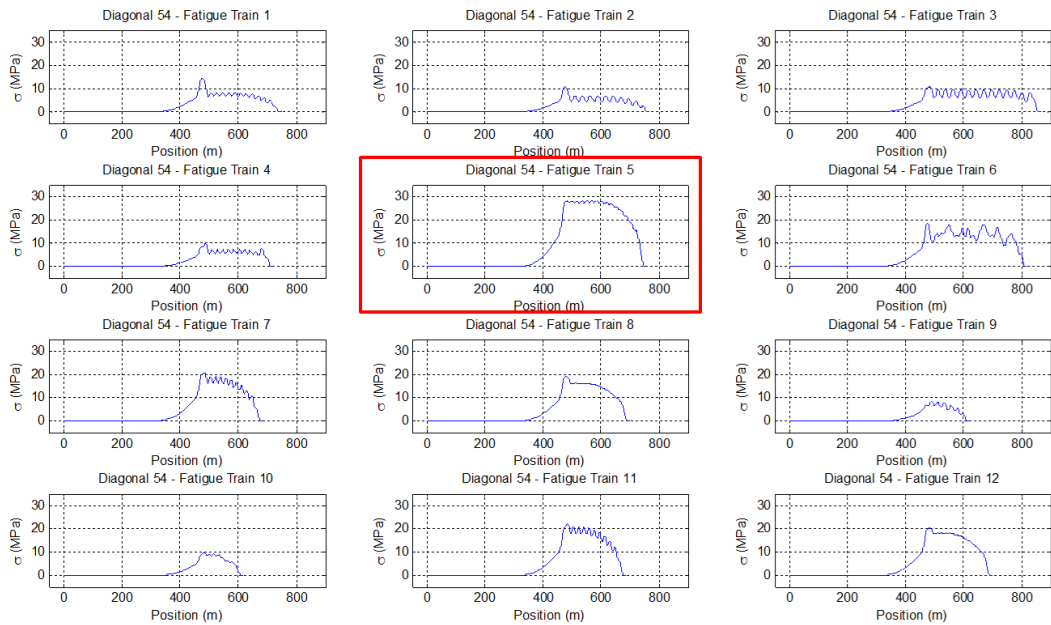 Diagonal 54 - Fatigue Train 1
σ (MPa)
30
20
10
0
0 200 400 600 800
Position (m)
Diagonal 54 - Fatigue Train 2
σ (MPa)
30
20
10
0
0 200 400 600 800
Position (m)
Diagonal 54 - Fatigue Train 3
σ (MPa)
30
20
10
0
0 200 400 600 800
Position (m)
Diagonal 54 - Fatigue Train 4
σ (MPa)
30
20
10
0
0 200 400 600 800
Position (m)
Diagonal 54 - Fatigue Train 5
σ (MPa)
30
20
10
0
0 200 400 600 800
Position (m)
Diagonal 54 - Fatigue Train 6
σ (MPa)
30
20
10
0
0 200 400 600 800
Position (m)
Diagonal 54 - Fatigue Train 7
σ (MPa)
30
20
10
0
0 200 400 600 800
Position (m)
Diagonal 54 - Fatigue Train 8
σ (MPa)
30
20
10
0
0 200 400 600 800
Position (m)
Diagonal 54 - Fatigue Train 9
σ (MPa)
30
20
10
0
0 200 400 600 800
Position (m)
Diagonal 54 - Fatigue Train 10
σ (MPa)
30
20
10
0
0 200 400 600 800
Position (m)
Diagonal 54 - Fatigue Train 11
σ (MPa)
30
20
10
0
0 200 400 600 800
Position (m)
Diagonal 54 - Fatigue Train 12
σ (MPa)
30
20
10
0
0 200 400 600 800
Position (m)